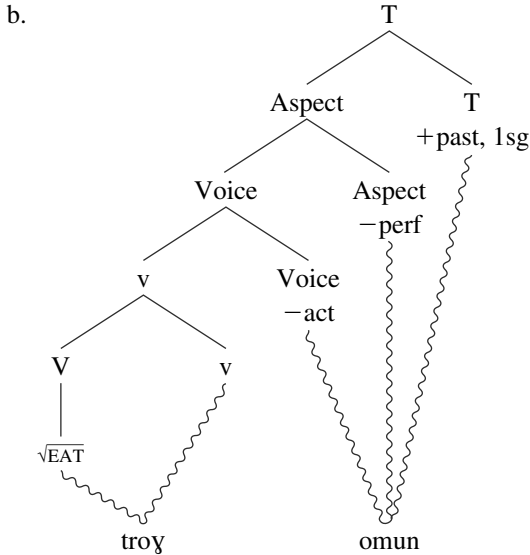 b.
T
Aspect T
+past, 1sg
Voice Aspect
−perf
v Voice
−act
V v
√EAT
troɣ omun